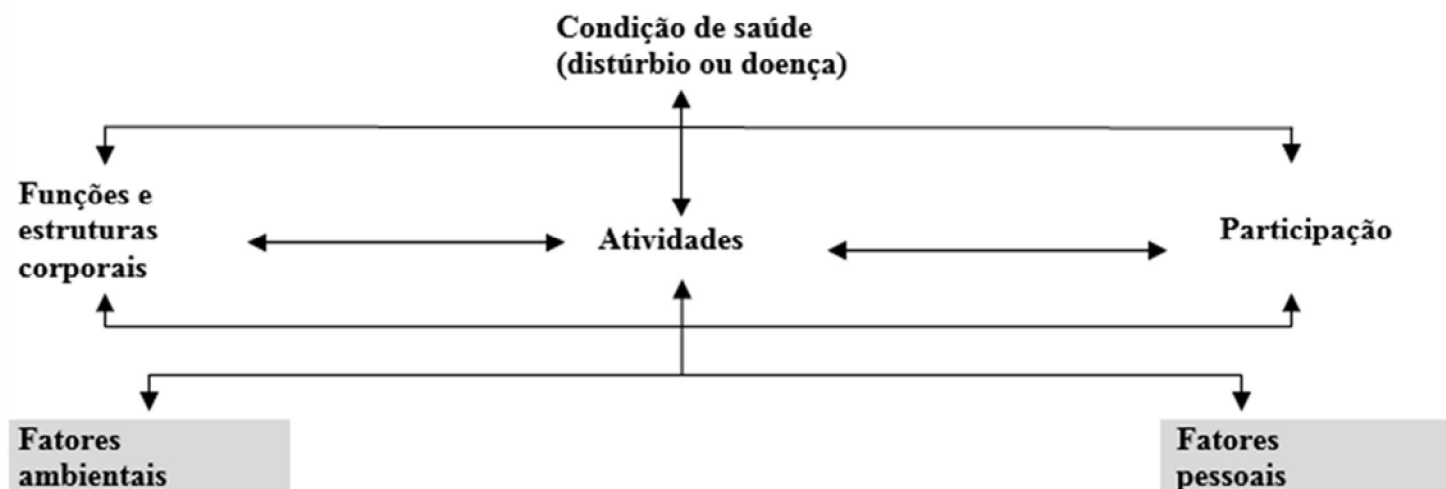 Condição de saúde
(distúrbio ou doença)
Funções e
estruturas
corporais
Atividades
Participação
Fatores
ambientais
Fatores
pessoais